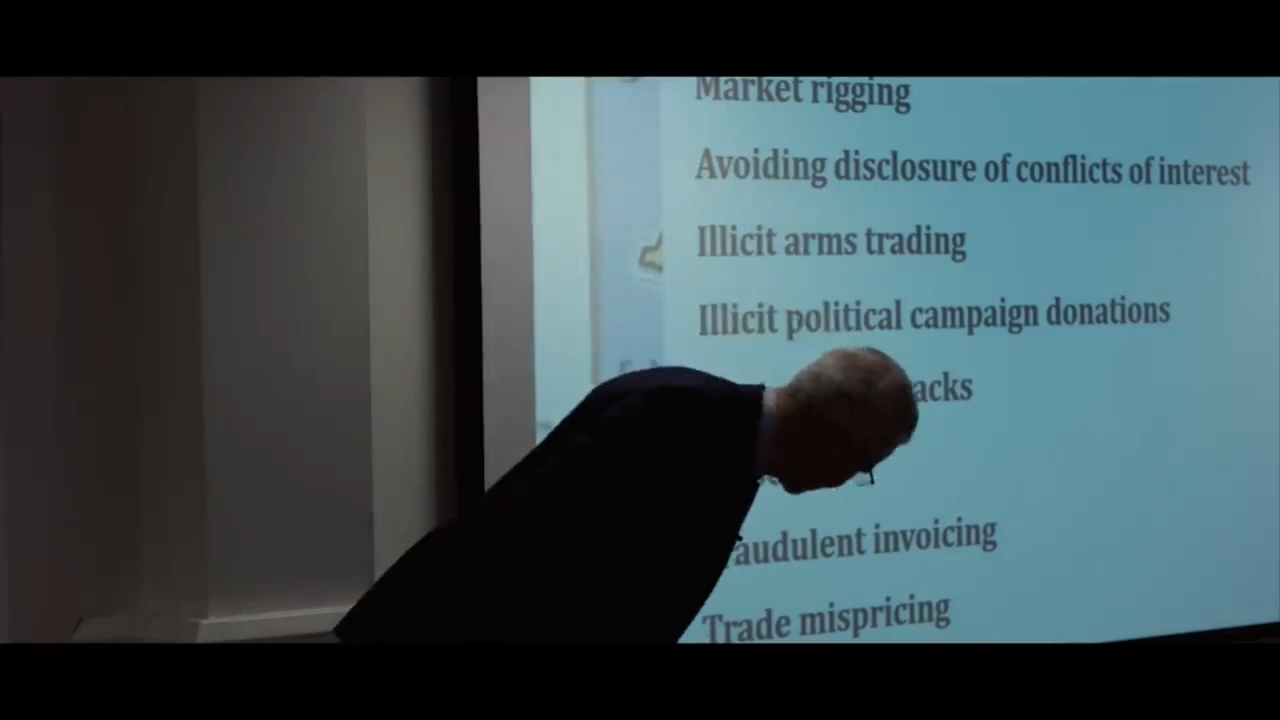 Market rigging
Avoiding disclosure of conflicts of interest
Illicit arms trading
Illicit political campaign donations
acks
raudulent invoicing
Trade mispricing